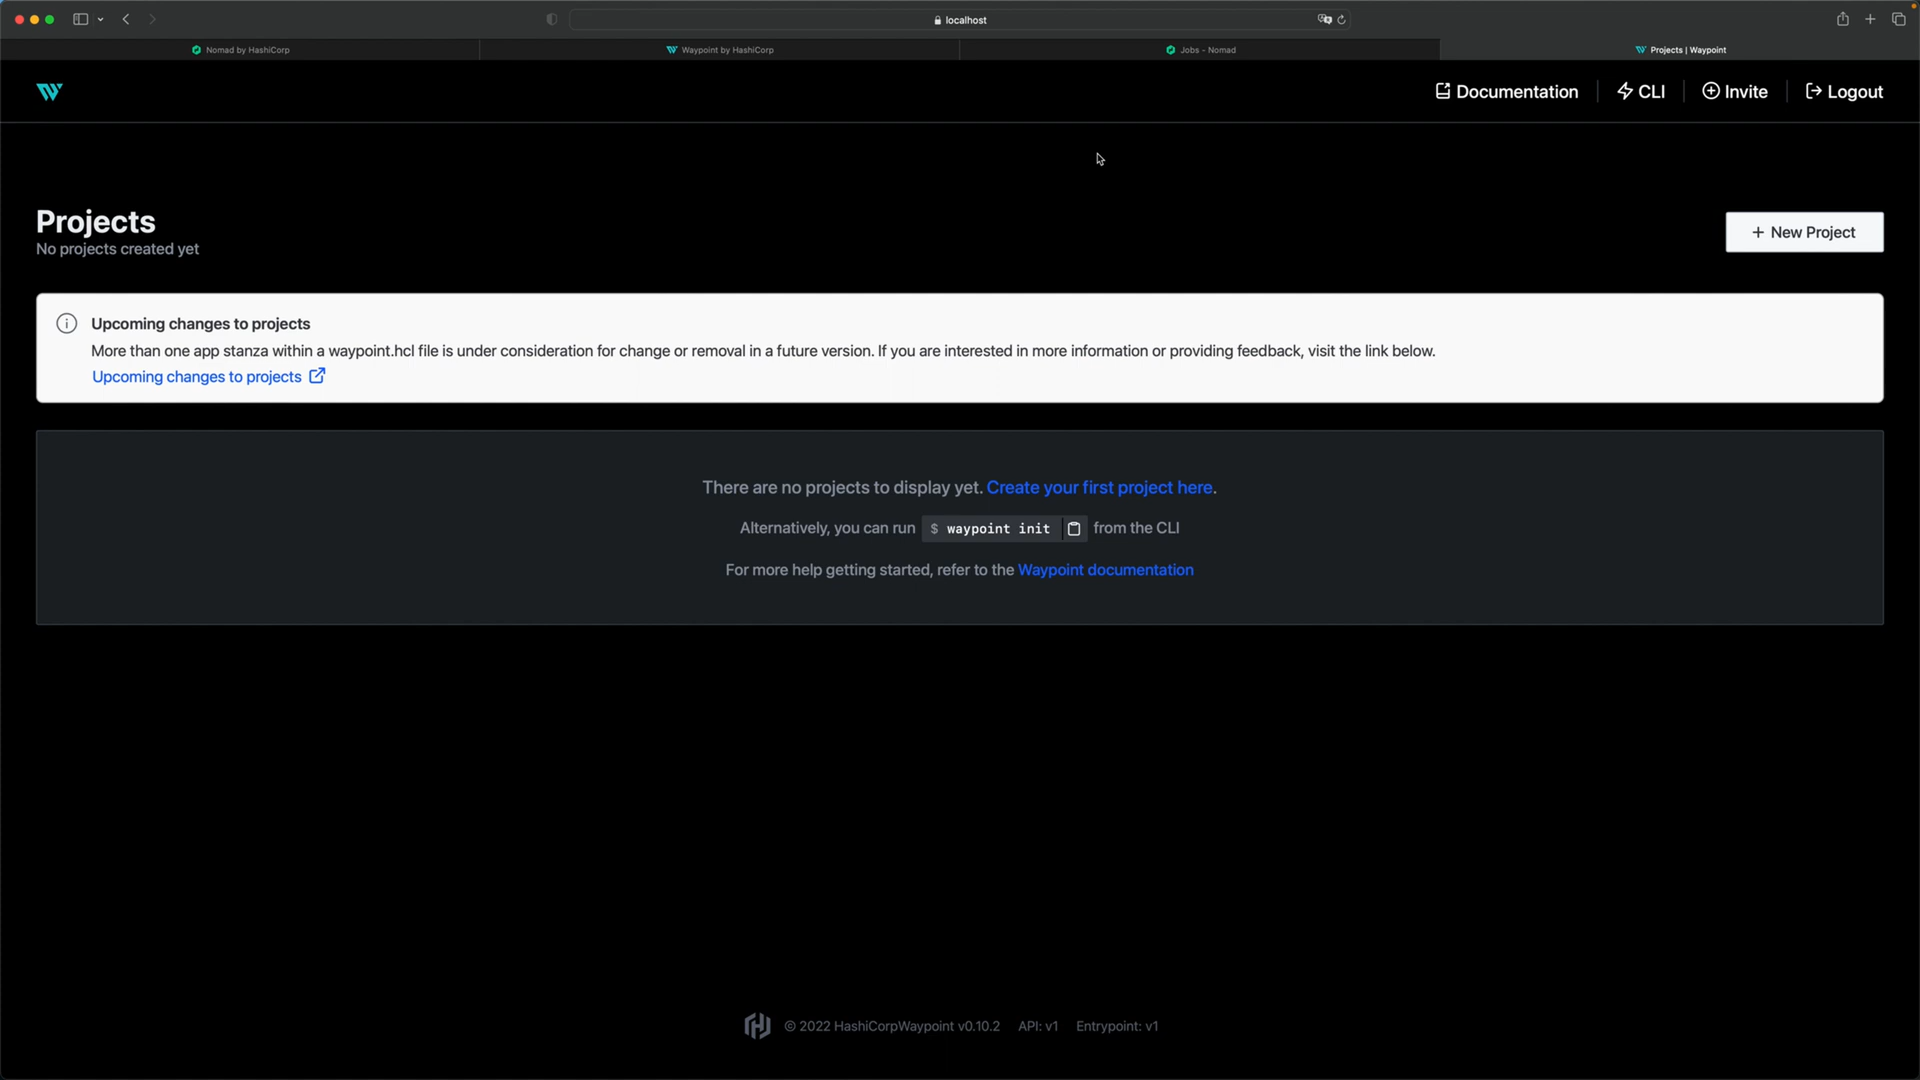 localhost
Nomad by HashiCorp
Waypoint by HashiCorp
Jobs - Nomad
Projects | Waypoint
Documentation
CLI
Invite
Logout
Projects
No projects created yet
+ New Project
Upcoming changes to projects
More than one app stanza within a waypoint.hcl file is under consideration for change or removal in a future version. If you are interested in more information or providing feedback, visit the link below.
Upcoming changes to projects
There are no projects to display yet. Create your first project here.
Alternatively, you can run $ waypoint init from the CLI
For more help getting started, refer to the Waypoint documentation
© 2022 HashiCorpWaypoint v0.10.2 API: v1 Entrypoint: v1